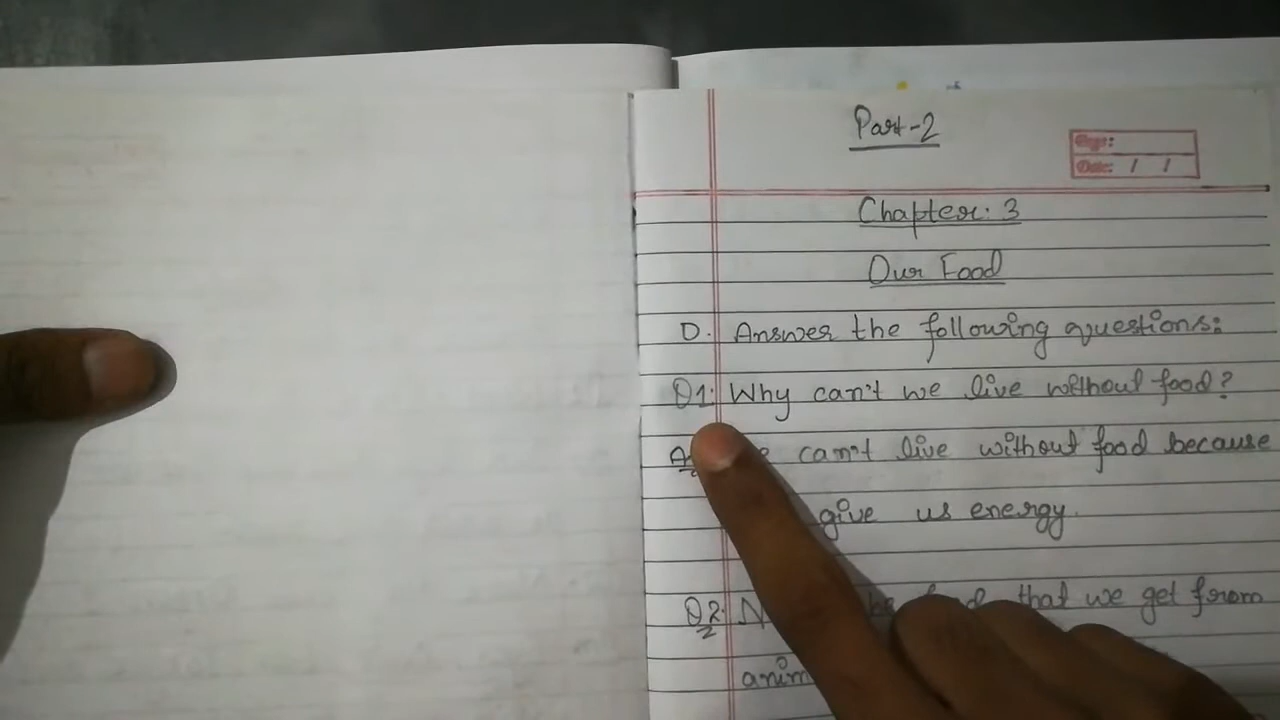 Part-2
Page:
Date: / /
Chapter: 3
Our Food
D. Answer the following questions:
Q1: Why can't we live without food?
can't live without food because
give us energy.
Q2: that we get from